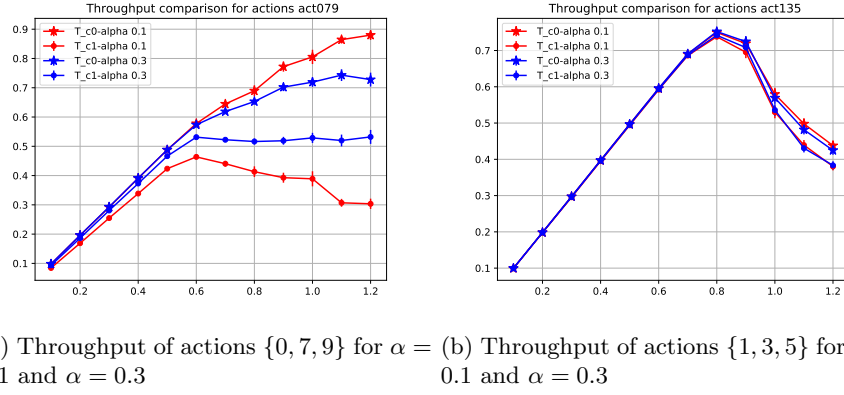 Throughput comparison for actions act079
T_c0-alpha 0.1
T_c1-alpha 0.1
T_c0-alpha 0.3
T_c1-alpha 0.3
0.9
0.8
0.7
0.6
0.5
0.4
0.3
0.2
0.1
0.2 0.4 0.6 0.8 1.0 1.2
Throughput comparison for actions act135
T_c0-alpha 0.1
T_c1-alpha 0.1
T_c0-alpha 0.3
T_c1-alpha 0.3
0.7
0.6
0.5
0.4
0.3
0.2
0.1
0.2 0.4 0.6 0.8 1.0 1.2
) Throughput of actions {0, 7, 9} for α =
1 and α = 0.3
(b) Throughput of actions {1, 3, 5} for
0.1 and α = 0.3